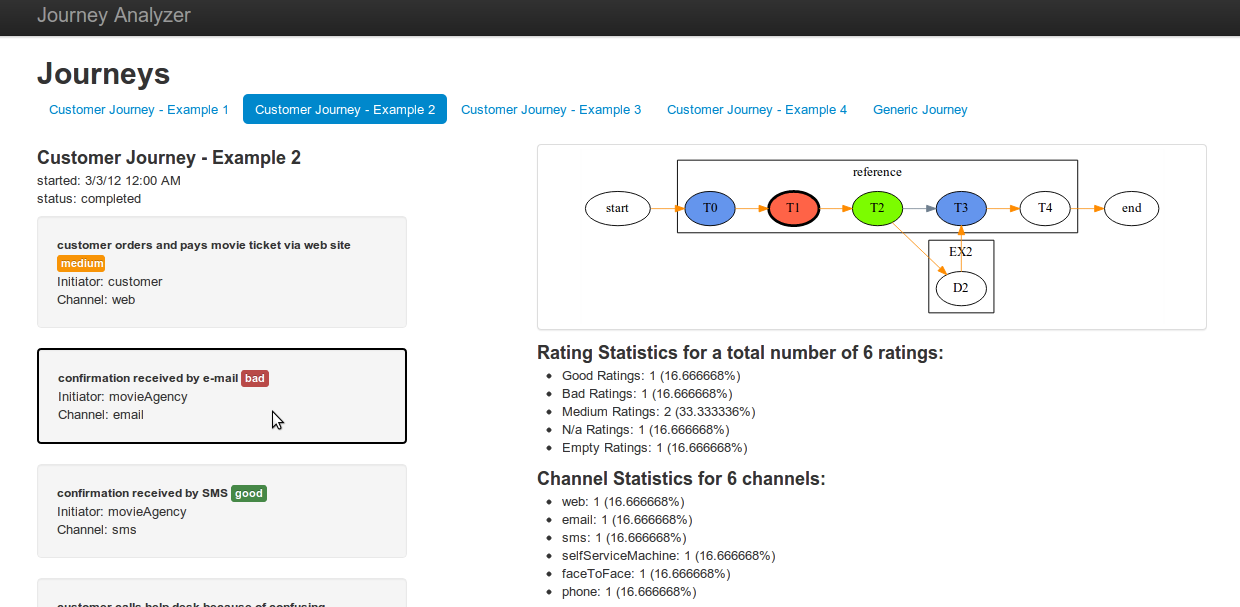 Journey Analyzer
Journeys
Customer Journey - Example 1
Customer Journey - Example 2
Customer Journey - Example 3
Customer Journey - Example 4
Generic Journey
Customer Journey - Example 2
started: 3/3/12 12:00 AM
status: completed
customer orders and pays movie ticket via web site
medium
Initiator: customer
Channel: web
confirmation received by e-mail bad
Initiator: movieAgency
Channel: email
confirmation received by SMS good
Initiator: movieAgency
Channel: sms
customer calls help desk because of confusing
reference
start
T0
T1
T2
T3
T4
end
EX2
D2
Rating Statistics for a total number of 6 ratings:
Good Ratings: 1 (16.666668%)
Bad Ratings: 1 (16.666668%)
Medium Ratings: 2 (33.333336%)
N/a Ratings: 1 (16.666668%)
Empty Ratings: 1 (16.666668%)
Channel Statistics for 6 channels:
web: 1 (16.666668%)
email: 1 (16.666668%)
sms: 1 (16.666668%)
selfServiceMachine: 1 (16.666668%)
faceToFace: 1 (16.666668%)
phone: 1 (16.666668%)